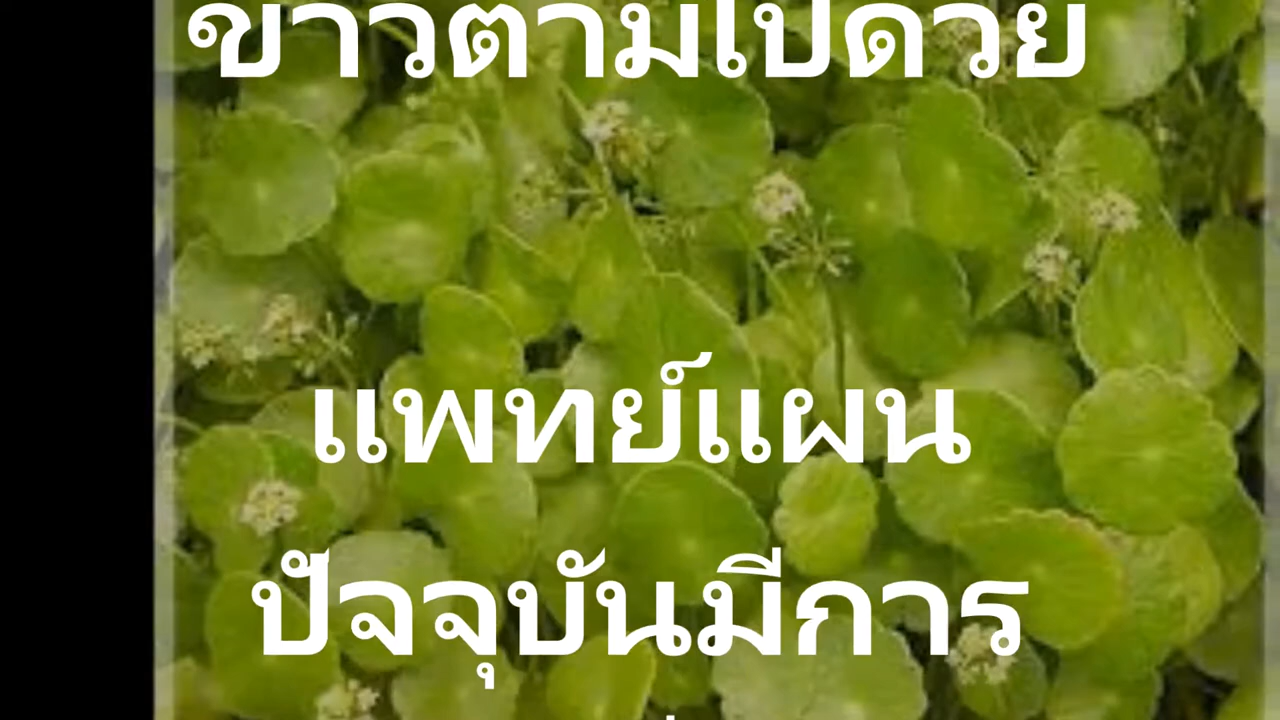 ขาวตามไปด้วย
แพทย์แผน
ปัจจุบันมีการ